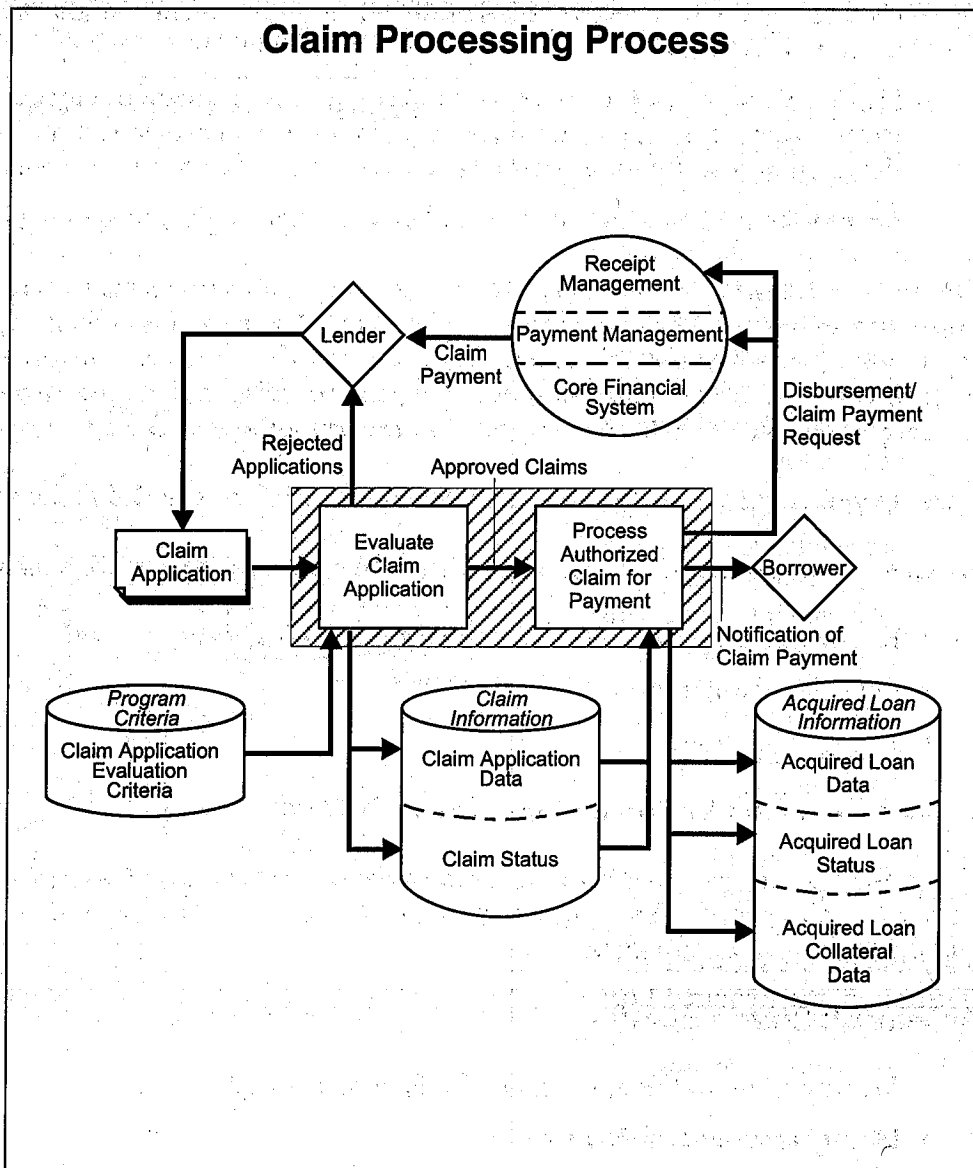 Claim Processing Process
Receipt
Management
Payment Management
Core Financial
System
Lender
Claim
Payment
Disbursement/
Claim Payment
Request
Rejected
Applications
Approved Claims
Claim
Application
Evaluate
Claim
Application
Process
Authorized
Claim for
Payment
Borrower
Notification of
Claim Payment
Program
Criteria
Claim Application
Evaluation
Criteria
Claim
Information
Claim Application
Data
Claim Status
Acquired Loan
Information
Acquired Loan
Data
Acquired Loan
Status
Acquired Loan
Collateral
Data